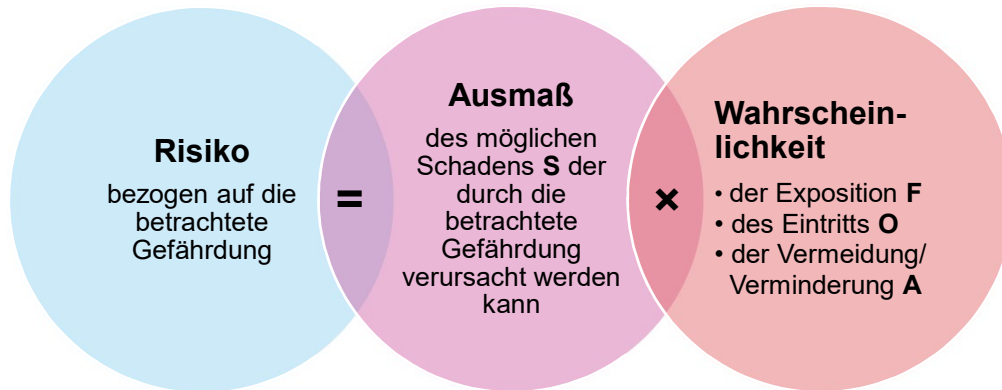 Risiko
bezogen auf die
betrachtete
Gefährdung
=
Ausmaß
des möglichen
Schadens S der
durch die
betrachtete
Gefährdung
verursacht werden
kann
×
Wahrschein-
lichkeit
• der Exposition F
• des Eintritts O
• der Vermeidung/
Verminderung A